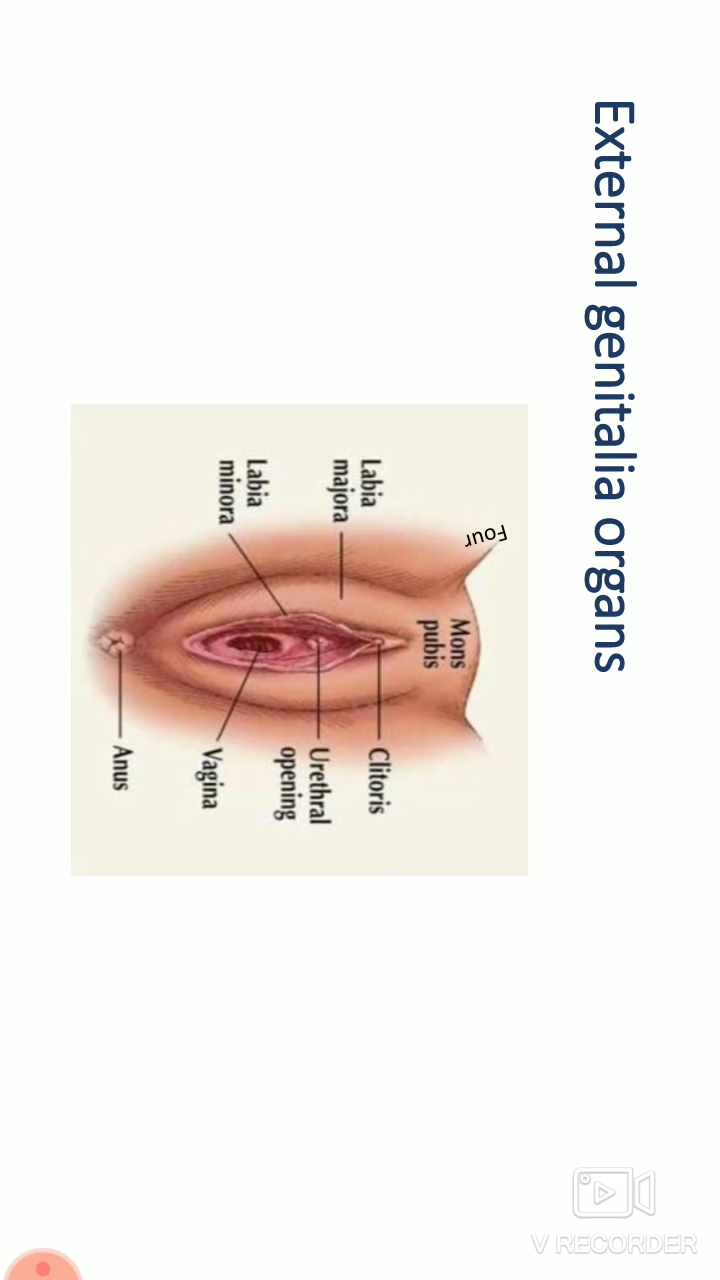 External genitalia organs
Four
Mons
pubis
Labia
majora
Clitoris
Labia
minora
Urethral
opening
Vagina
Anus
V RECORDER